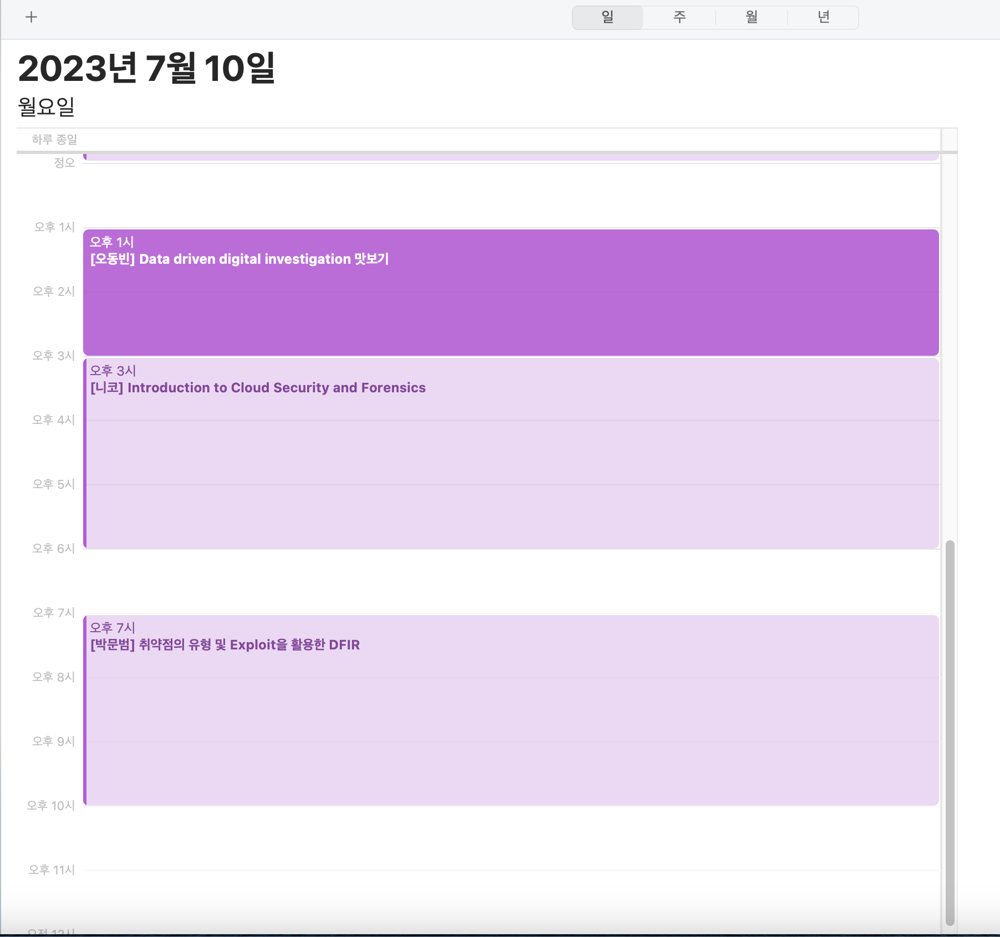 +
일 주 월 년
2023년 7월 10일
월요일
하루 종일
정오
오후 1시
오후 1시
[오동빈] Data driven digital investigation 맛보기
오후 2시
오후 3시
오후 3시
[니코] Introduction to Cloud Security and Forensics
오후 4시
오후 5시
오후 6시
오후 7시
오후 7시
[박문범] 취약점의 유형 및 Exploit을 활용한 DFIR
오후 8시
오후 9시
오후 10시
오후 11시
오전 12시